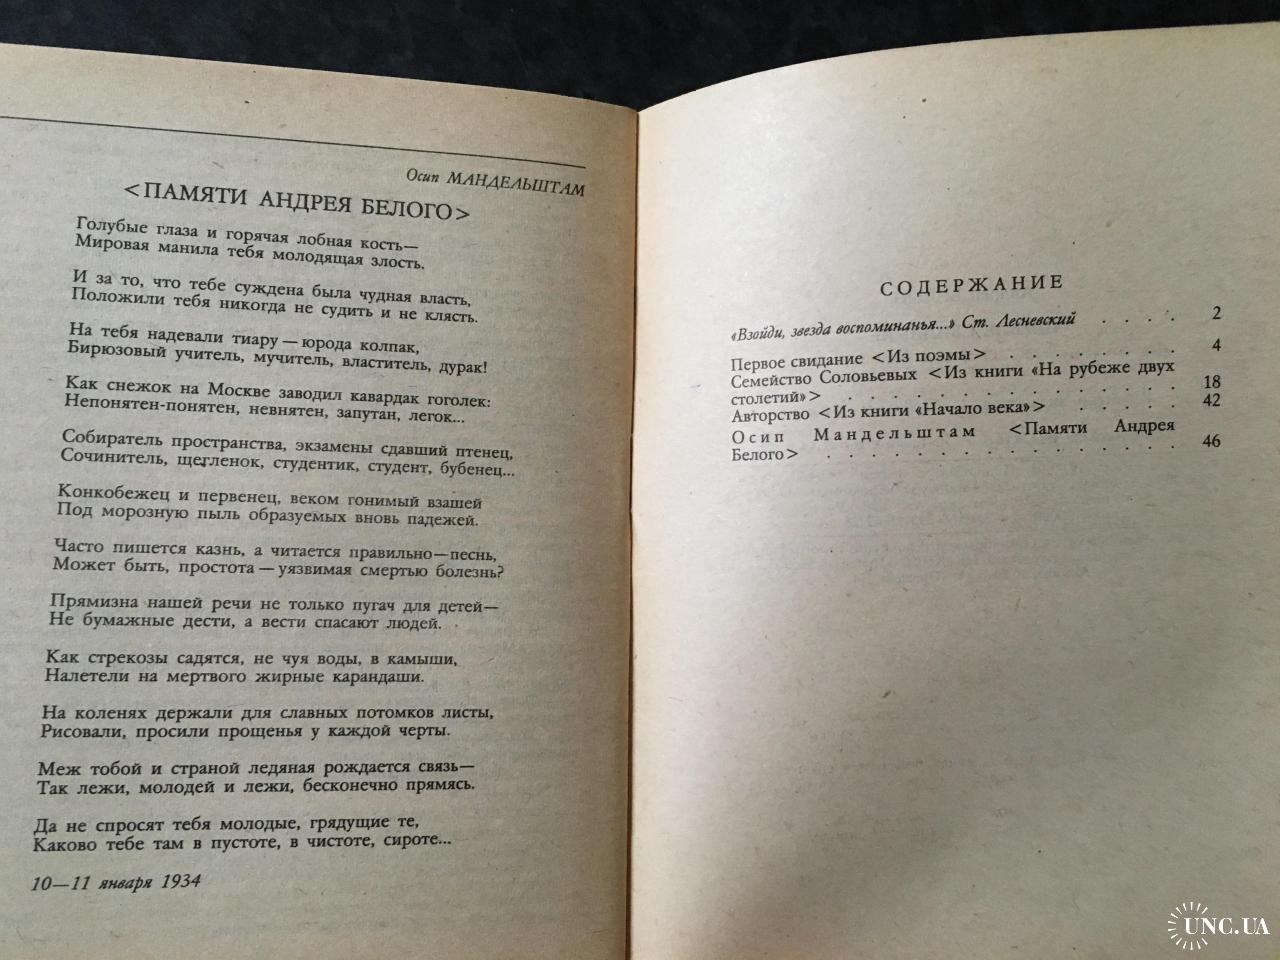 Осип МАНДЕЛЬШТАМ
<ПАМЯТИ АНДРЕЯ БЕЛОГО>
Голубые глаза и горячая лобная кость—
Мировая манила тебя молодящая злость.
И за то, что тебе суждена была чудная власть,
Положили тебя никогда не судить и не клясть.
На тебя надевали тиару — юрода колпак,
Бирюзовый учитель, мучитель, властитель, дурак!
Как снежок на Москве заводил кавардак гоголек:
Непонятен-понятен, невнятен, запутан, легок...
Собиратель пространства, экзамены сдавший птенец,
Сочинитель, щегленок, студентик, студент, бубенец...
Конкобежец и первенец, веком гонимый взашей
Под морозную пыль образуемых вновь падежей.
Часто пишется казнь, а читается правильно—песнь,
Может быть, простота — уязвимая смертью болезнь?
Прямизна нашей речи не только пугач для детей—
Не бумажные дести, а вести спасают людей.
Как стрекозы садятся, не чуя воды, в камыши,
Налетели на мертвого жирные карандаши.
На коленях держали для славных потомков листы,
Рисовали, просили прощенья у каждой черты.
Меж тобой и страной ледяная рождается связь—
Так лежи, молодей и лежи, бесконечно прямясь.
Да не спросят тебя молодые, грядущие те,
Каково тебе там в пустоте, в чистоте, сироте...
10—11 января 1934
СОДЕРЖАНИЕ
«Взойди, звезда воспоминанья...» Ст. Лесневский . . . . 2
Первое свидание <Из поэмы> . . . . . . . . 4
Семейство Соловьевых <Из книги «На рубеже двух
столетий»> . . . . . . . . . . . . . . . 18
Авторство <Из книги «Начало века»> . . . . . 42
Осип Мандельштам <Памяти Андрея
Белого> . . . . . . . . . . . . . . . . 46
UNC.UA